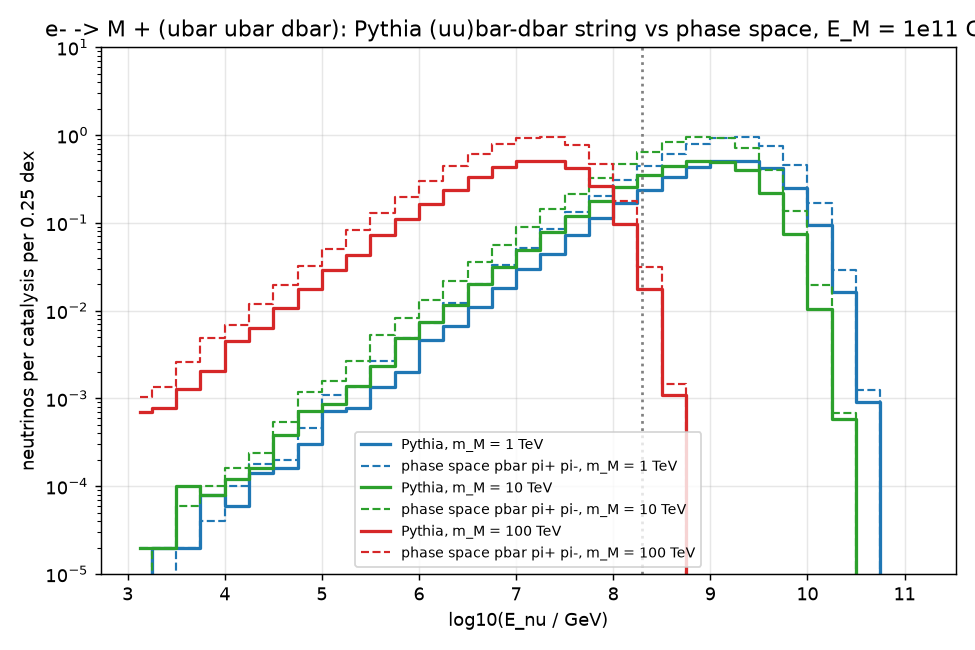 e- -> M + (ubar ubar dbar): Pythia (uu)bar-dbar string vs phase space, E_M = 1e11
neutrinos per catalysis per 0.25 dex
10^1
10^0
10^-1
10^-2
10^-3
10^-4
10^-5
Pythia, m_M = 1 TeV
phase space pbar pi+ pi-, m_M = 1 TeV
Pythia, m_M = 10 TeV
phase space pbar pi+ pi-, m_M = 10 TeV
Pythia, m_M = 100 TeV
phase space pbar pi+ pi-, m_M = 100 TeV
3 4 5 6 7 8 9 10 11
log10(E_nu / GeV)